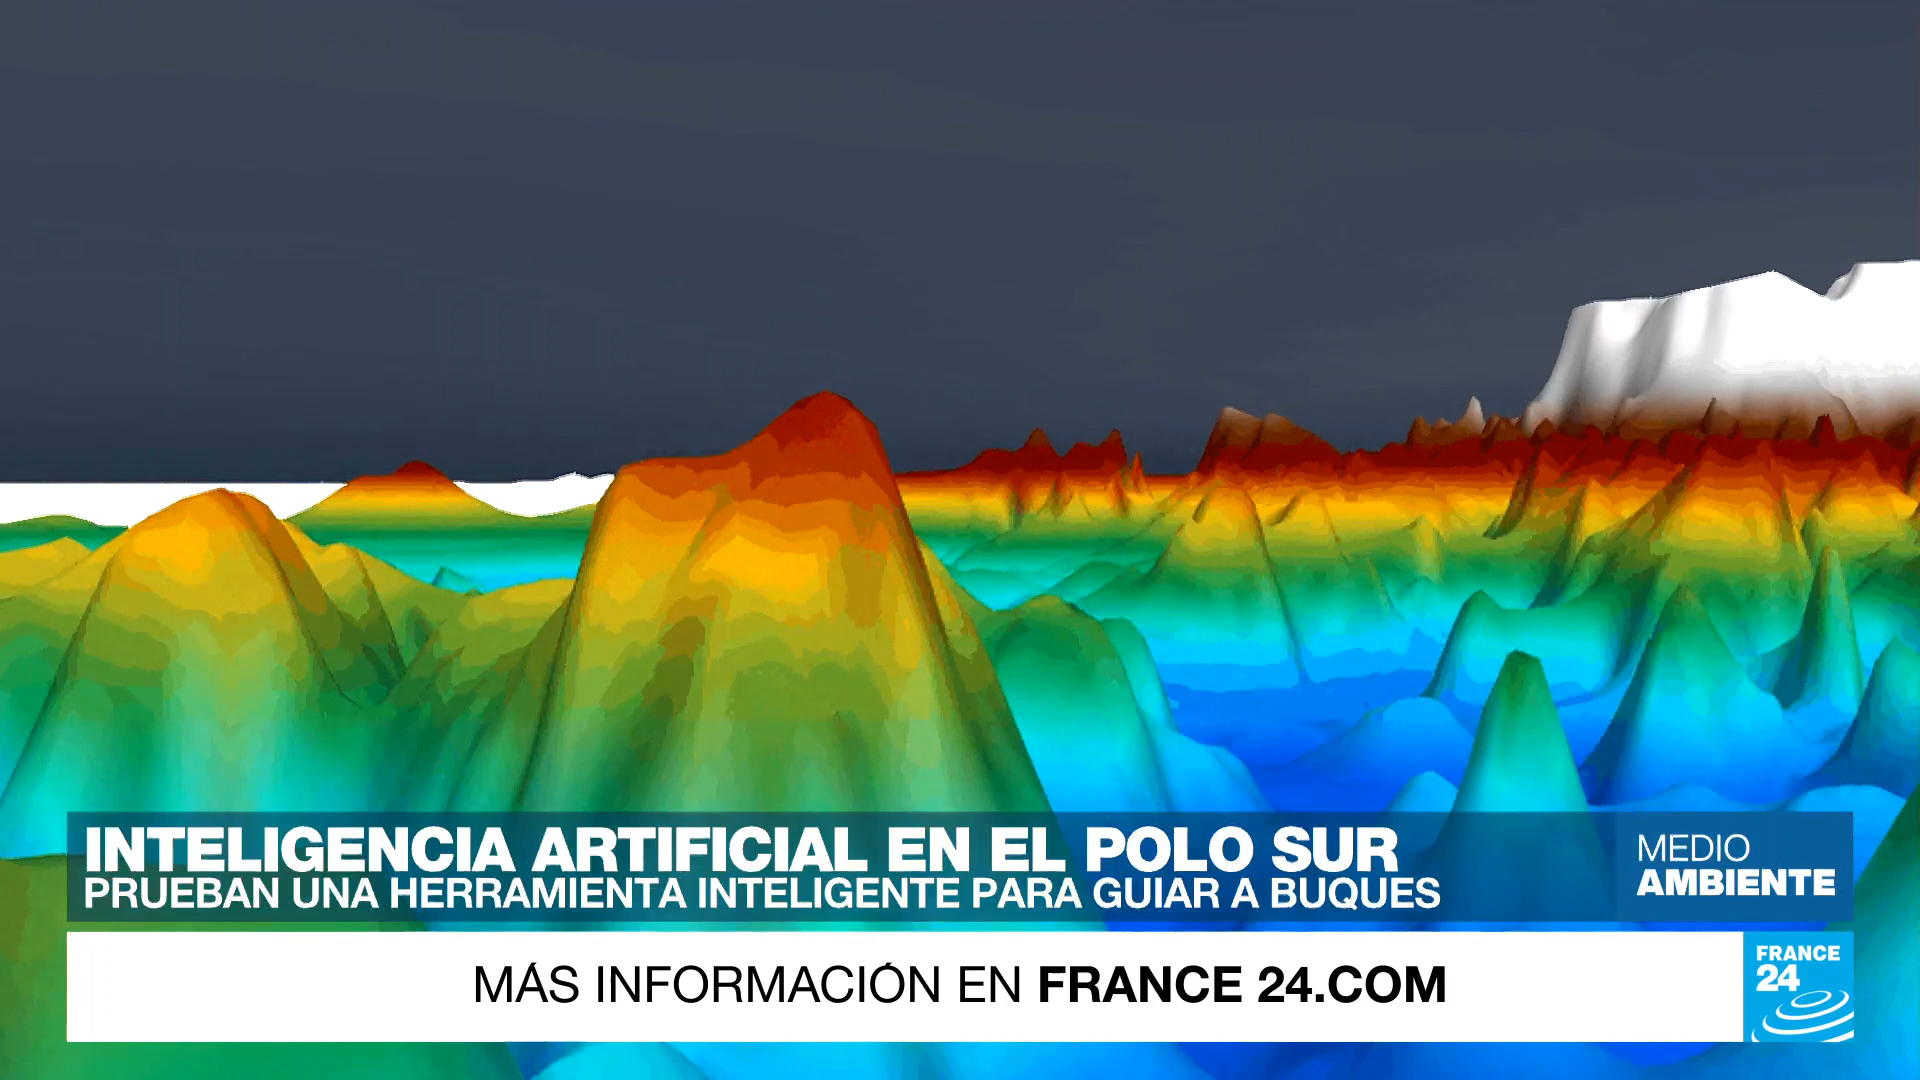 INTELIGENCIA ARTIFICIAL EN EL POLO SUR
PRUEBAN UNA HERRAMIENTA INTELIGENTE PARA GUIAR A BUQUES
MEDIO
AMBIENTE
MÁS INFORMACIÓN EN FRANCE 24.COM
FRANCE
24